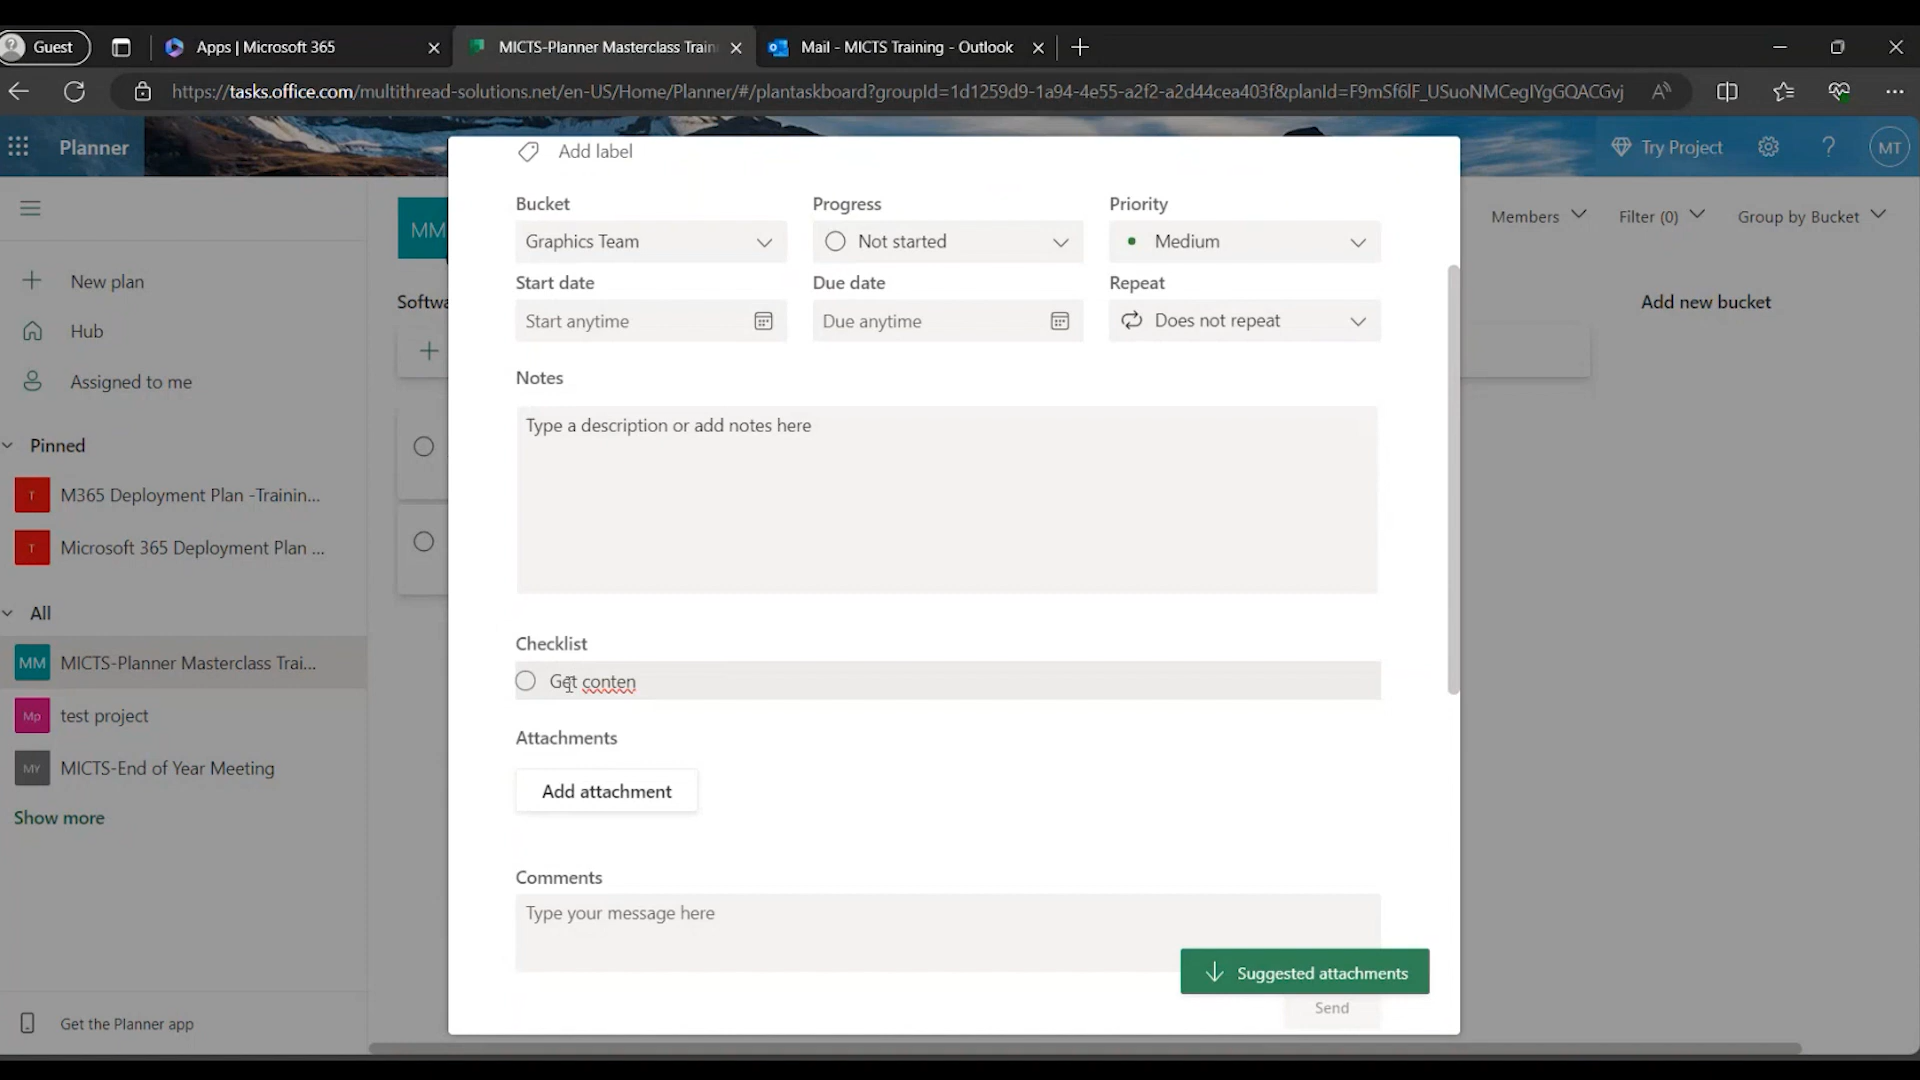 Guest
Apps | Microsoft 365
MICTS-Planner Masterclass Train
Mail - MICTS Training - Outlook
https://tasks.office.com/multithread-solutions.net/en-US/Home/Planner/#/plantaskboard?groupId=1d1259d9-1a94-4e55-a2f2-a2d44cea403f&planId=F9mSf6lF_USuoNMCegIYgGQACGvj
Planner
Try Project
MT
Add label
MM
Members
Filter (0)
Group by Bucket
Bucket
Progress
Priority
Graphics Team
Not started
Medium
Start date
Due date
Repeat
Start anytime
Due anytime
Does not repeat
New plan
Hub
Assigned to me
Softwa
Add new bucket
Notes
Type a description or add notes here
Pinned
T
M365 Deployment Plan -Trainin...
T
Microsoft 365 Deployment Plan ...
All
MM
MICTS-Planner Masterclass Trai...
Mp
test project
MY
MICTS-End of Year Meeting
Show more
Checklist
Get conten
Attachments
Add attachment
Comments
Type your message here
Suggested attachments
Send
Get the Planner app